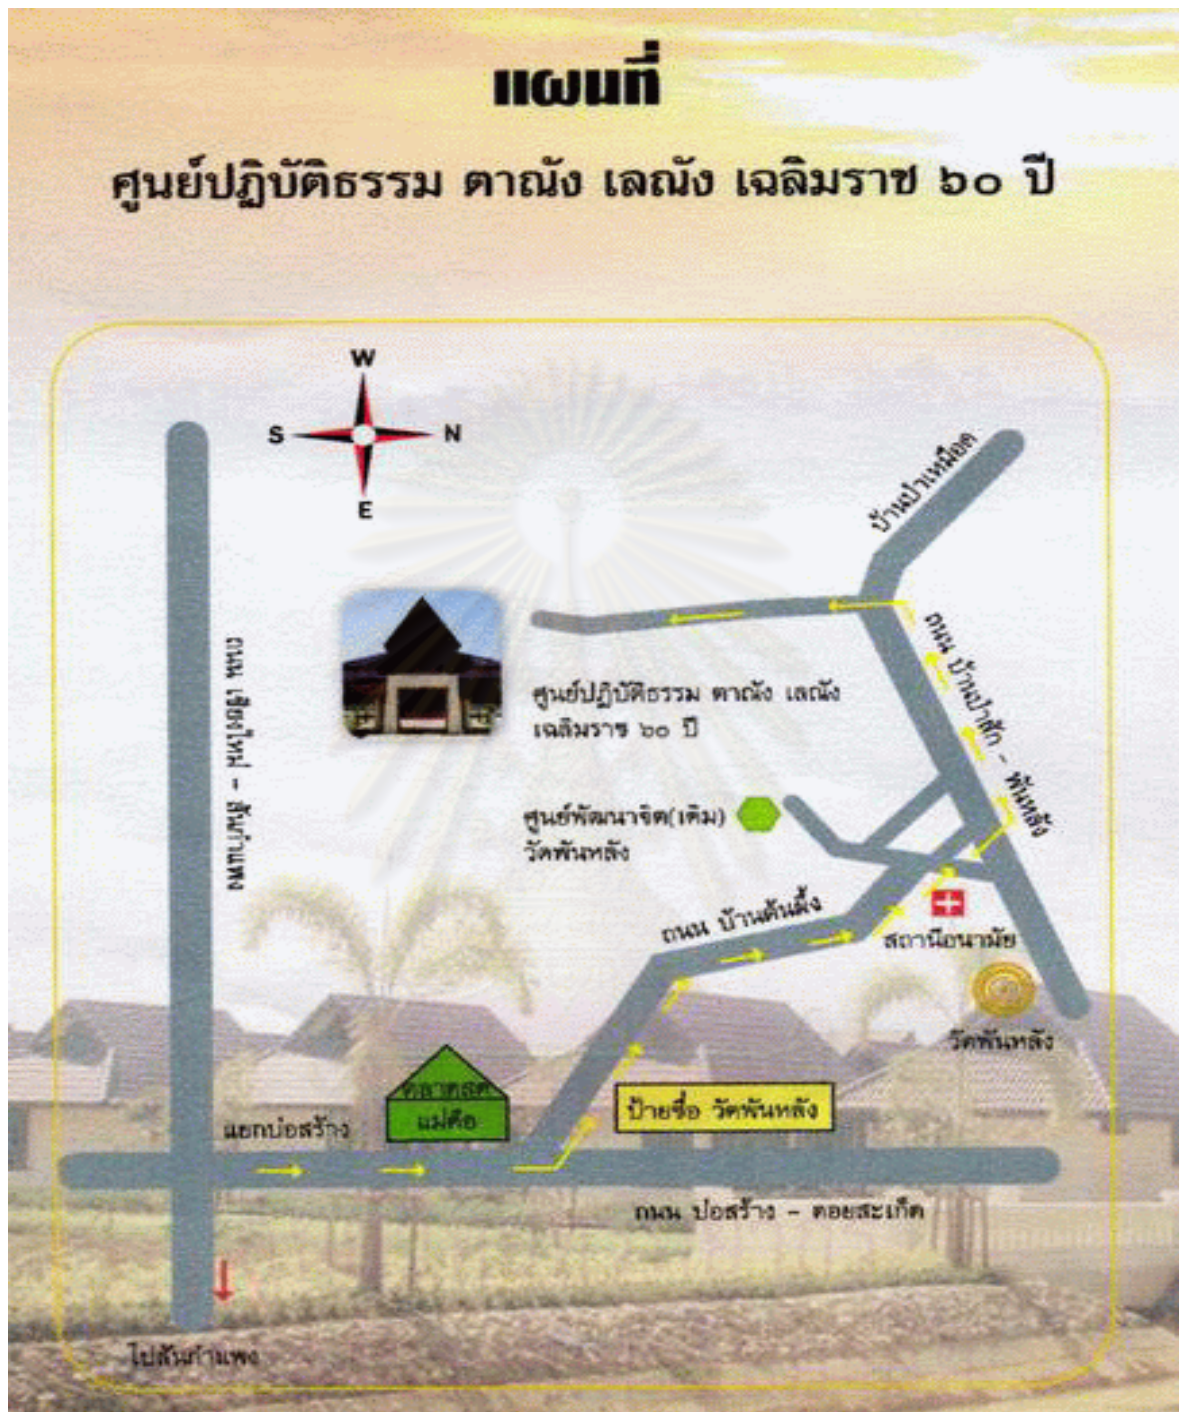 แผนที่
ศูนย์ปฏิบัติธรรม ตาณัง เลณัง เฉลิมราช ๖๐ ปี
W
S N
E
บ้านป่าเหมือด
ถนน เชียงใหม่ - สันกำแพง
ถนน บ้านป่าสัก - พันหลัง
ศูนย์ปฏิบัติธรรม ตาณัง เลณัง
เฉลิมราช ๖๐ ปี
ศูนย์พัฒนาจิต(เดิม)
วัดพันหลัง
ถนน บ้านต้นผึ้ง
สถานีอนามัย
วัดพันหลัง
ตลาดสด
แม่คือ
ป้ายชื่อ วัดพันหลัง
แยกบ่อสร้าง
ถนน บ่อสร้าง - ดอยสะเก็ด
ไปสันกำแพง